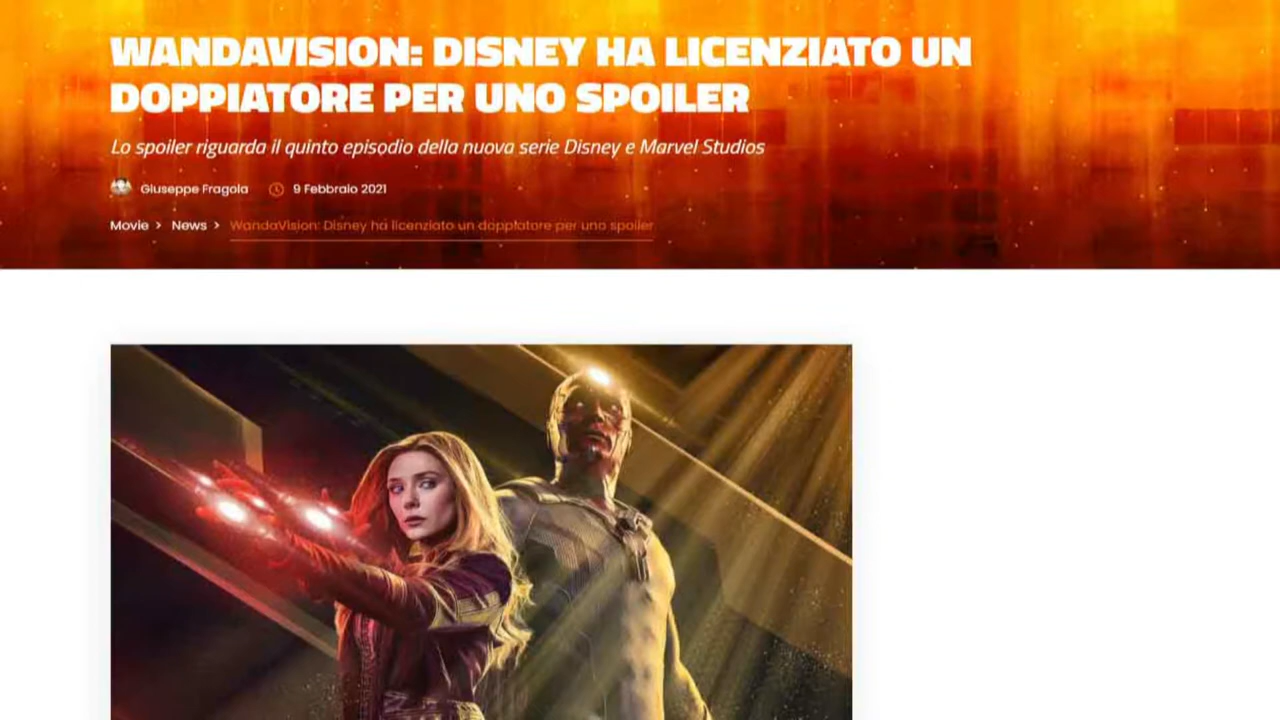 WANDAVISION: DISNEY HA LICENZIATO UN
DOPPIATORE PER UNO SPOILER
Lo spoiler riguarda il quinto episodio della nuova serie Disney e Marvel Studios
Giuseppe Fragola 9 Febbraio 2021
Movie > News > WandaVision: Disney ha licenziato un doppiatore per uno spoiler